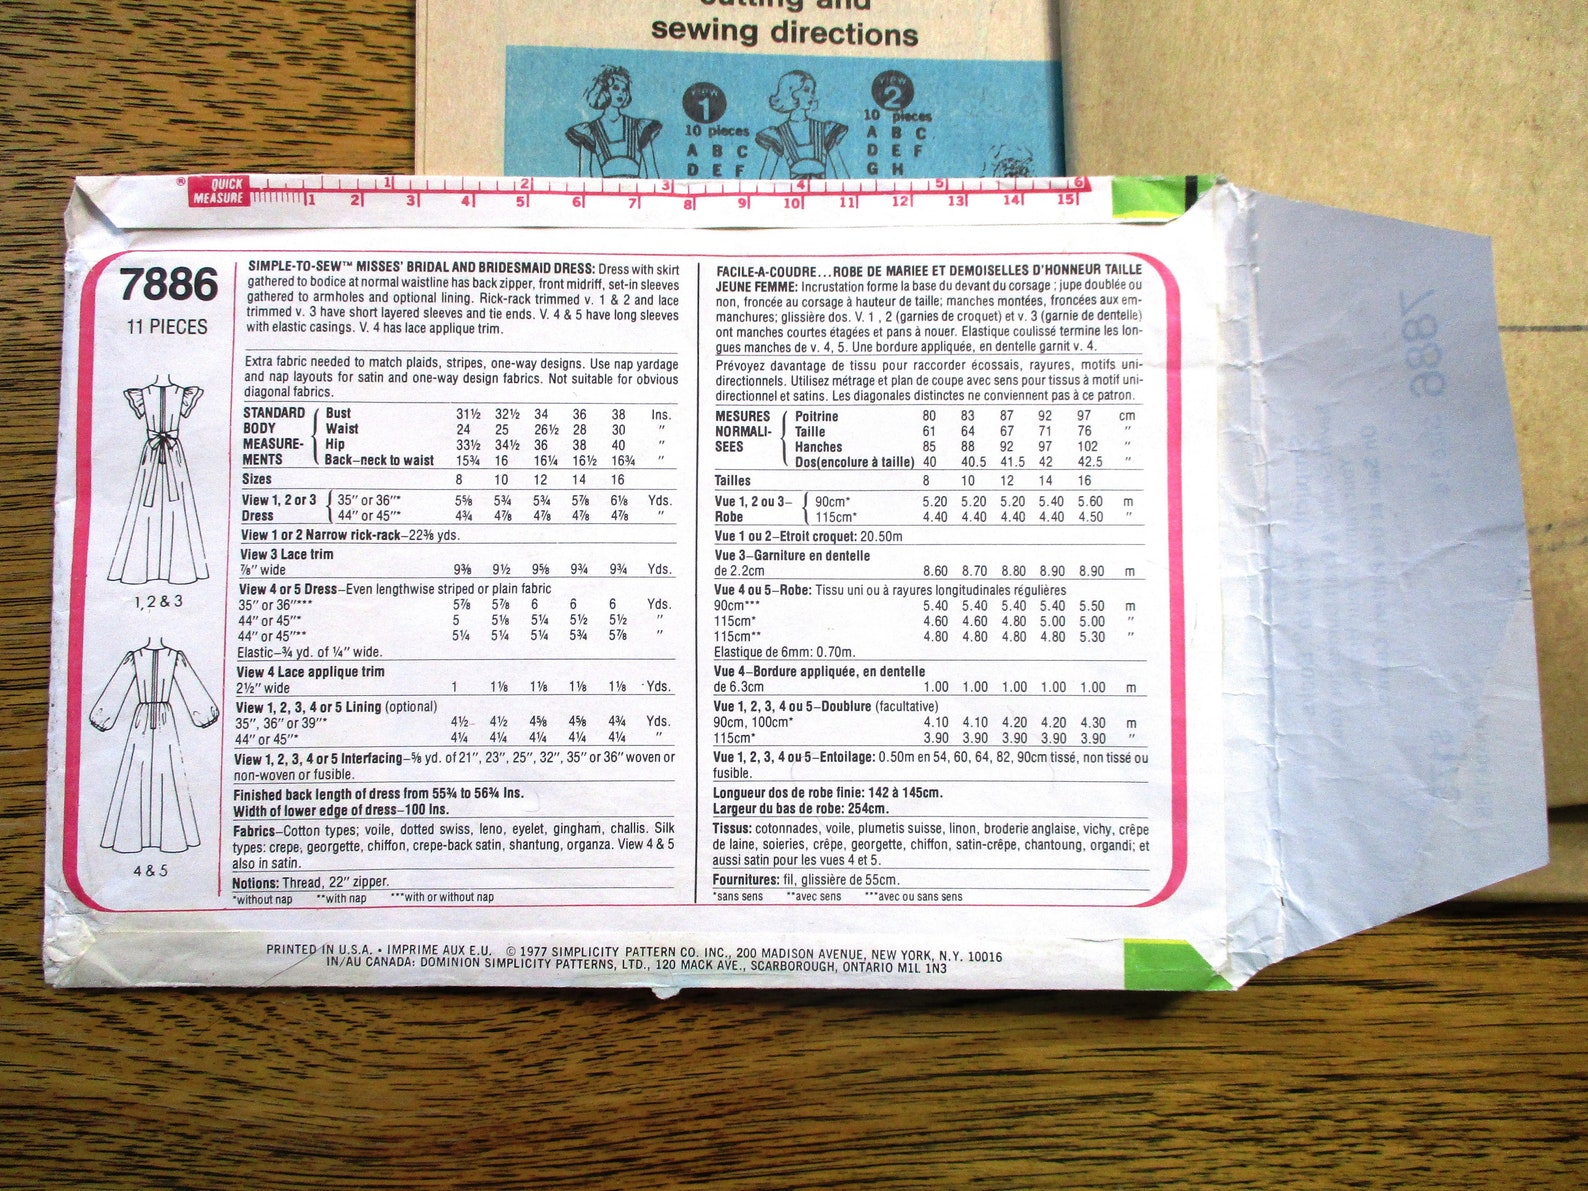 sewing directions
VIEW 1
10 pieces
A B C
D E F
VIEW 2
10 pieces
A B C
D E F
G H
® QUICK MEASURE
1 2 3 4 5 6
1 2 3 4 5 6 7 8 9 10 11 12 13 14 15
7886
11 PIECES
1, 2 & 3
4 & 5
SIMPLE-TO-SEW™ MISSES' BRIDAL AND BRIDESMAID DRESS: Dress with skirt
gathered to bodice at normal waistline has back zipper, front midriff, set-in sleeves
gathered to armholes and optional lining. Rick-rack trimmed v. 1 & 2 and lace
trimmed v. 3 have short layered sleeves and tie ends. V. 4 & 5 have long sleeves
with elastic casings. V. 4 has lace applique trim.
Extra fabric needed to match plaids, stripes, one-way designs. Use nap yardage
and nap layouts for satin and one-way design fabrics. Not suitable for obvious
diagonal fabrics.
STANDARD Bust 31½ 32½ 34 36 38 Ins.
BODY Waist 24 25 26½ 28 30 "
MEASURE- Hip 33½ 34½ 36 38 40 "
MENTS Back–neck to waist 15¾ 16 16¼ 16½ 16¾ "
Sizes 8 10 12 14 16
View 1, 2 or 3 35" or 36"* 5⅝ 5¾ 5¾ 5⅞ 6⅛ Yds.
Dress 44" or 45"* 4¾ 4⅞ 4⅞ 4⅞ 4⅞ "
View 1 or 2 Narrow rick-rack–22⅜ yds.
View 3 Lace trim
⅞" wide 9⅜ 9½ 9⅝ 9¾ 9¾ Yds.
View 4 or 5 Dress–Even lengthwise striped or plain fabric
35" or 36"*** 5⅞ 5⅞ 6 6 6 Yds.
44" or 45"* 5 5⅛ 5¼ 5½ 5½ "
44" or 45"** 5¼ 5¼ 5¼ 5¾ 5⅞ "
Elastic–¾ yd. of ¼" wide.
View 4 Lace applique trim
2½" wide 1 1⅛ 1⅛ 1⅛ 1⅛ Yds.
View 1, 2, 3, 4 or 5 Lining (optional)
35", 36" or 39"* 4½ 4½ 4⅝ 4⅝ 4¾ Yds.
44" or 45"* 4¼ 4¼ 4¼ 4¼ 4¼ "
View 1, 2, 3, 4 or 5 Interfacing–⅝ yd. of 21", 23", 25", 32", 35" or 36" woven or
non-woven or fusible.
Finished back length of dress from 55¾ to 56¾ Ins.
Width of lower edge of dress–100 Ins.
Fabrics–Cotton types; voile, dotted swiss, leno, eyelet, gingham, challis. Silk
types: crepe, georgette, chiffon, crepe-back satin, shantung, organza. View 4 & 5
also in satin.
Notions: Thread, 22" zipper.
*without nap **with nap ***with or without nap
FACILE-A-COUDRE...ROBE DE MARIEE ET DEMOISELLES D'HONNEUR TAILLE
JEUNE FEMME: Incrustation forme la base du devant du corsage; jupe doublée ou
non, froncée au corsage à hauteur de taille; manches montées, froncées aux em-
manchures; glissière dos. V. 1, 2 (garnies de croquet) et v. 3 (garnie de dentelle)
ont manches courtes étagées et pans à nouer. Elastique coulissé termine les lon-
gues manches de v. 4, 5. Une bordure appliquée, en dentelle garnit v. 4.
Prévoyez davantage de tissu pour raccorder écossais, rayures, motifs uni-
directionnels. Utilisez métrage et plan de coupe avec sens pour tissus à motif uni-
directionnel et satins. Les diagonales distinctes ne conviennent pas à ce patron.
MESURES Poitrine 80 83 87 92 97 cm
NORMALI- Taille 61 64 67 71 76 "
SEES Hanches 85 88 92 97 102 "
Dos(encolure à taille) 40 40.5 41.5 42 42.5 "
Tailles 8 10 12 14 16
Vue 1, 2 ou 3– 90cm* 5.20 5.20 5.20 5.40 5.60 m
Robe 115cm* 4.40 4.40 4.40 4.40 4.50 "
Vue 1 ou 2–Etroit croquet: 20.50m
Vue 3–Garniture en dentelle
de 2.2cm 8.60 8.70 8.80 8.90 8.90 m
Vue 4 ou 5–Robe: Tissu uni ou à rayures longitudinales régulières
90cm*** 5.40 5.40 5.40 5.40 5.50 m
115cm* 4.60 4.60 4.80 5.00 5.00 "
115cm** 4.80 4.80 4.80 4.80 5.30 "
Elastique de 6mm: 0.70m.
Vue 4–Bordure appliquée, en dentelle
de 6.3cm 1.00 1.00 1.00 1.00 1.00 m
Vue 1, 2, 3, 4 ou 5–Doublure (facultative)
90cm, 100cm* 4.10 4.10 4.20 4.20 4.30 m
115cm* 3.90 3.90 3.90 3.90 3.90 "
Vue 1, 2, 3, 4 ou 5–Entoilage: 0.50m en 54, 60, 64, 82, 90cm tissé, non tissé ou
fusible.
Longueur dos de robe finie: 142 à 145cm.
Largeur du bas de robe: 254cm.
Tissus: cotonnades, voile, plumetis suisse, linon, broderie anglaise, vichy, crêpe
de laine, soieries, crêpe, georgette, chiffon, satin-crêpe, chantoung, organdi; et
aussi satin pour les vues 4 et 5.
Fournitures: fil, glissière de 55cm.
*sans sens **avec sens ***avec ou sans sens
PRINTED IN U.S.A. • IMPRIME AUX E.U. © 1977 SIMPLICITY PATTERN CO. INC., 200 MADISON AVENUE, NEW YORK, N.Y. 10016
IN/AU CANADA: DOMINION SIMPLICITY PATTERNS, LTD., 120 MACK AVE., SCARBOROUGH, ONTARIO M1L 1N3
7886